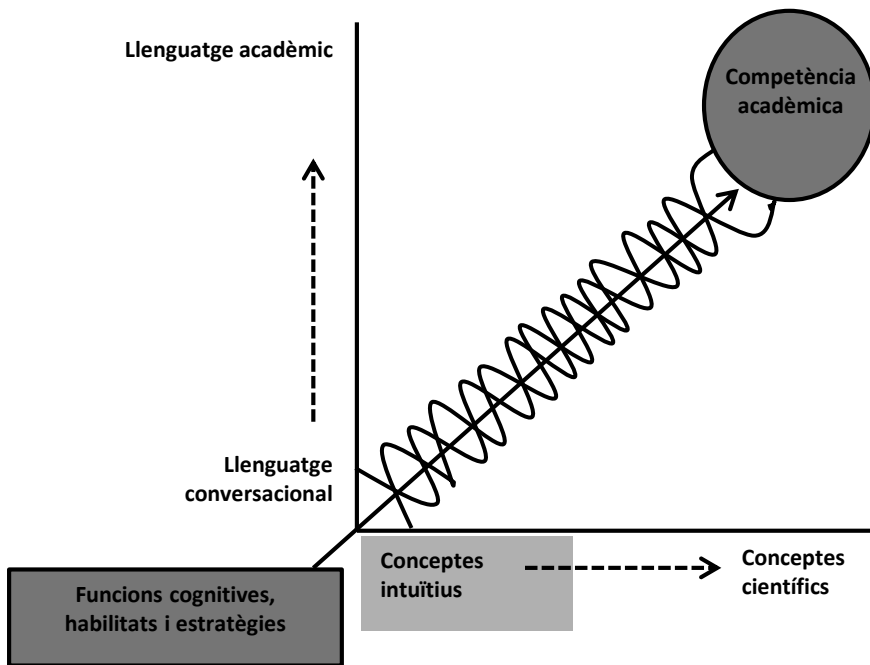 Llenguatge acadèmic
Competència
acadèmica
Llenguatge
conversacional
Conceptes
intuïtius
Conceptes
científics
Funcions cognitives,
habilitats i estratègies